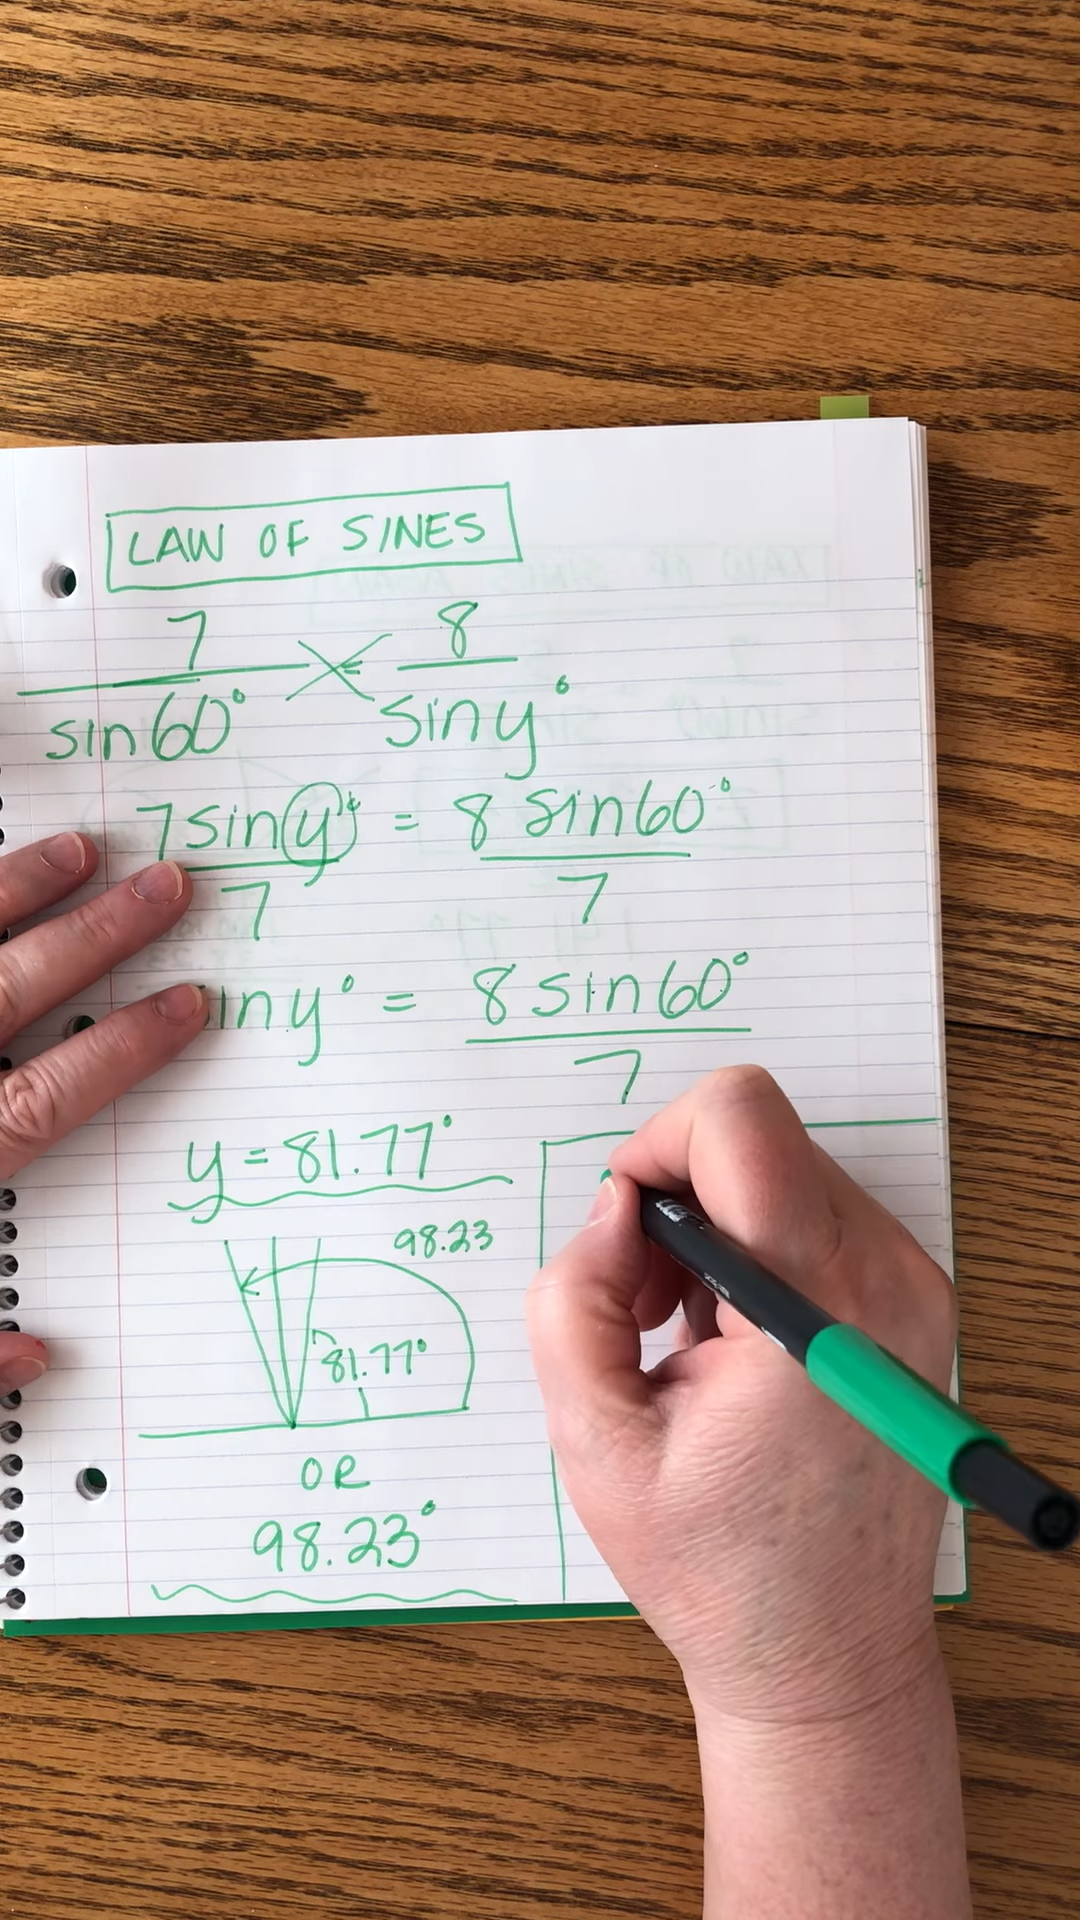 LAW OF SINES
7 = 8
sin60° siny°
7siny° = 8 sin60°
7 7
iny° = 8 sin60°
7
y = 81.77°
98.23
81.77°
OR
98.23°